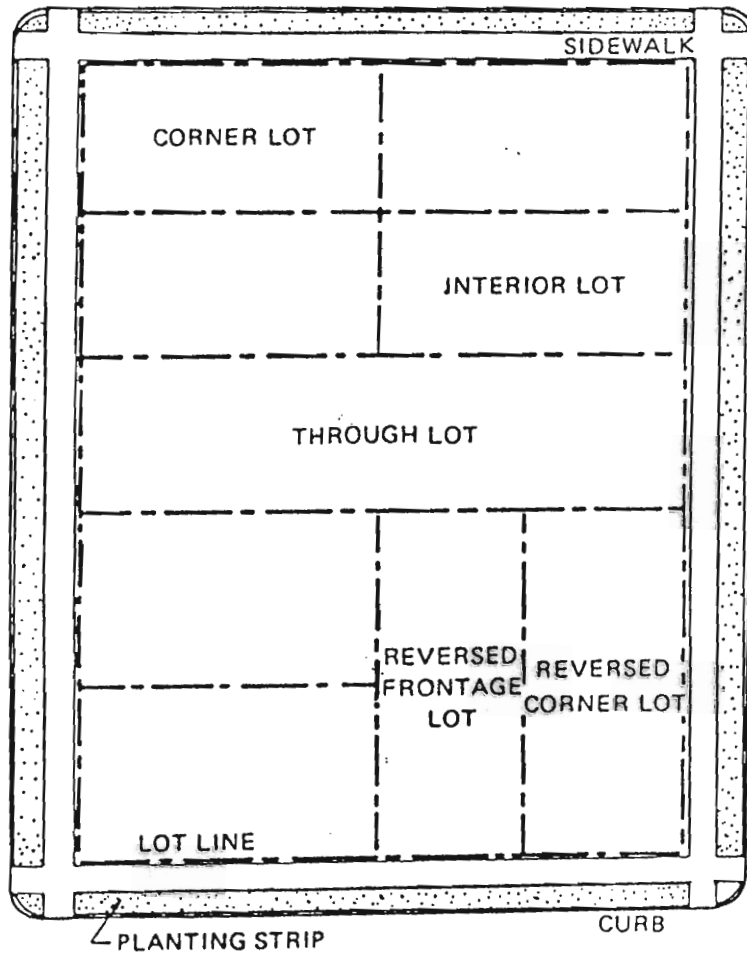 SIDEWALK
CORNER LOT
INTERIOR LOT
THROUGH LOT
REVERSED
FRONTAGE
LOT
REVERSED
CORNER LOT
LOT LINE
CURB
PLANTING STRIP